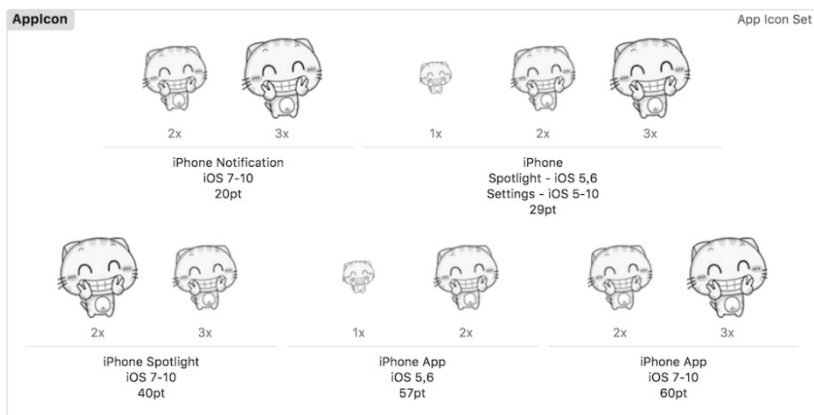 AppIcon
App Icon Set
2x 3x 1x 2x 3x
iPhone Notification
iOS 7-10
20pt
iPhone
Spotlight - iOS 5,6
Settings - iOS 5-10
29pt
2x 3x 1x 2x 2x 3x
iPhone Spotlight
iOS 7-10
40pt
iPhone App
iOS 5,6
57pt
iPhone App
iOS 7-10
60pt